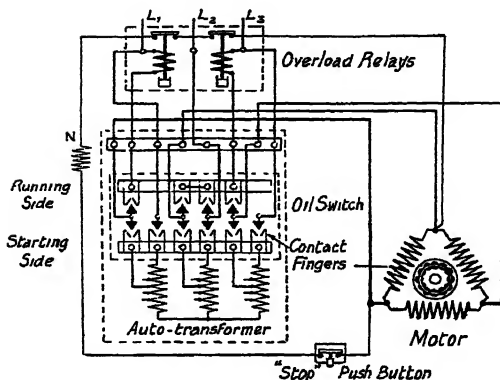 L1 L2 L3
Overload Relays
N
Running
Side
Oil Switch
Starting
Side
Contact
Fingers
Auto-transformer
Motor
"Stop" Push Button